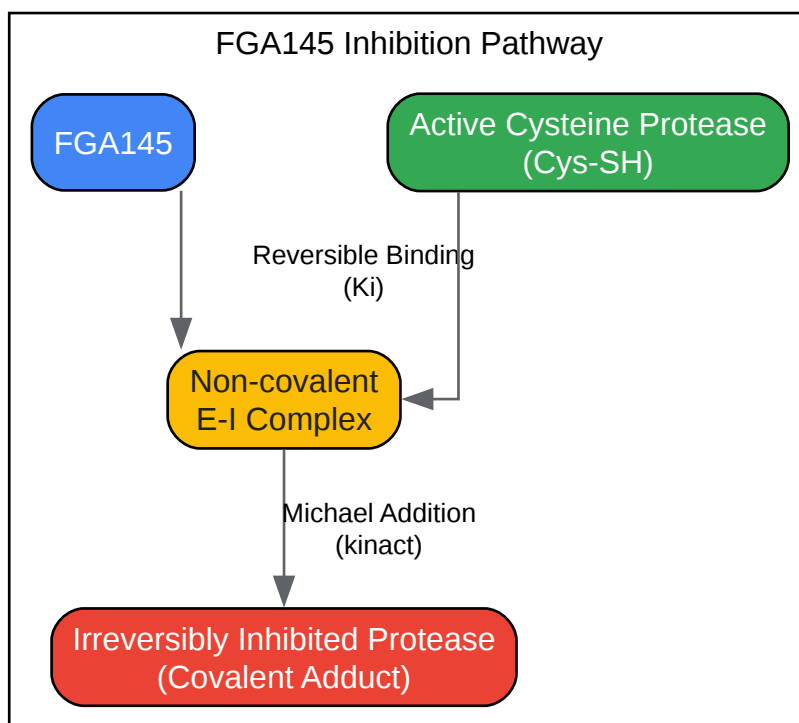 FGA145 Inhibition Pathway
FGA145
Active Cysteine Protease
(Cys-SH)
Reversible Binding
(Ki)
Non-covalent
E-I Complex
Michael Addition
(kinact)
Irreversibly Inhibited Protease
(Covalent Adduct)